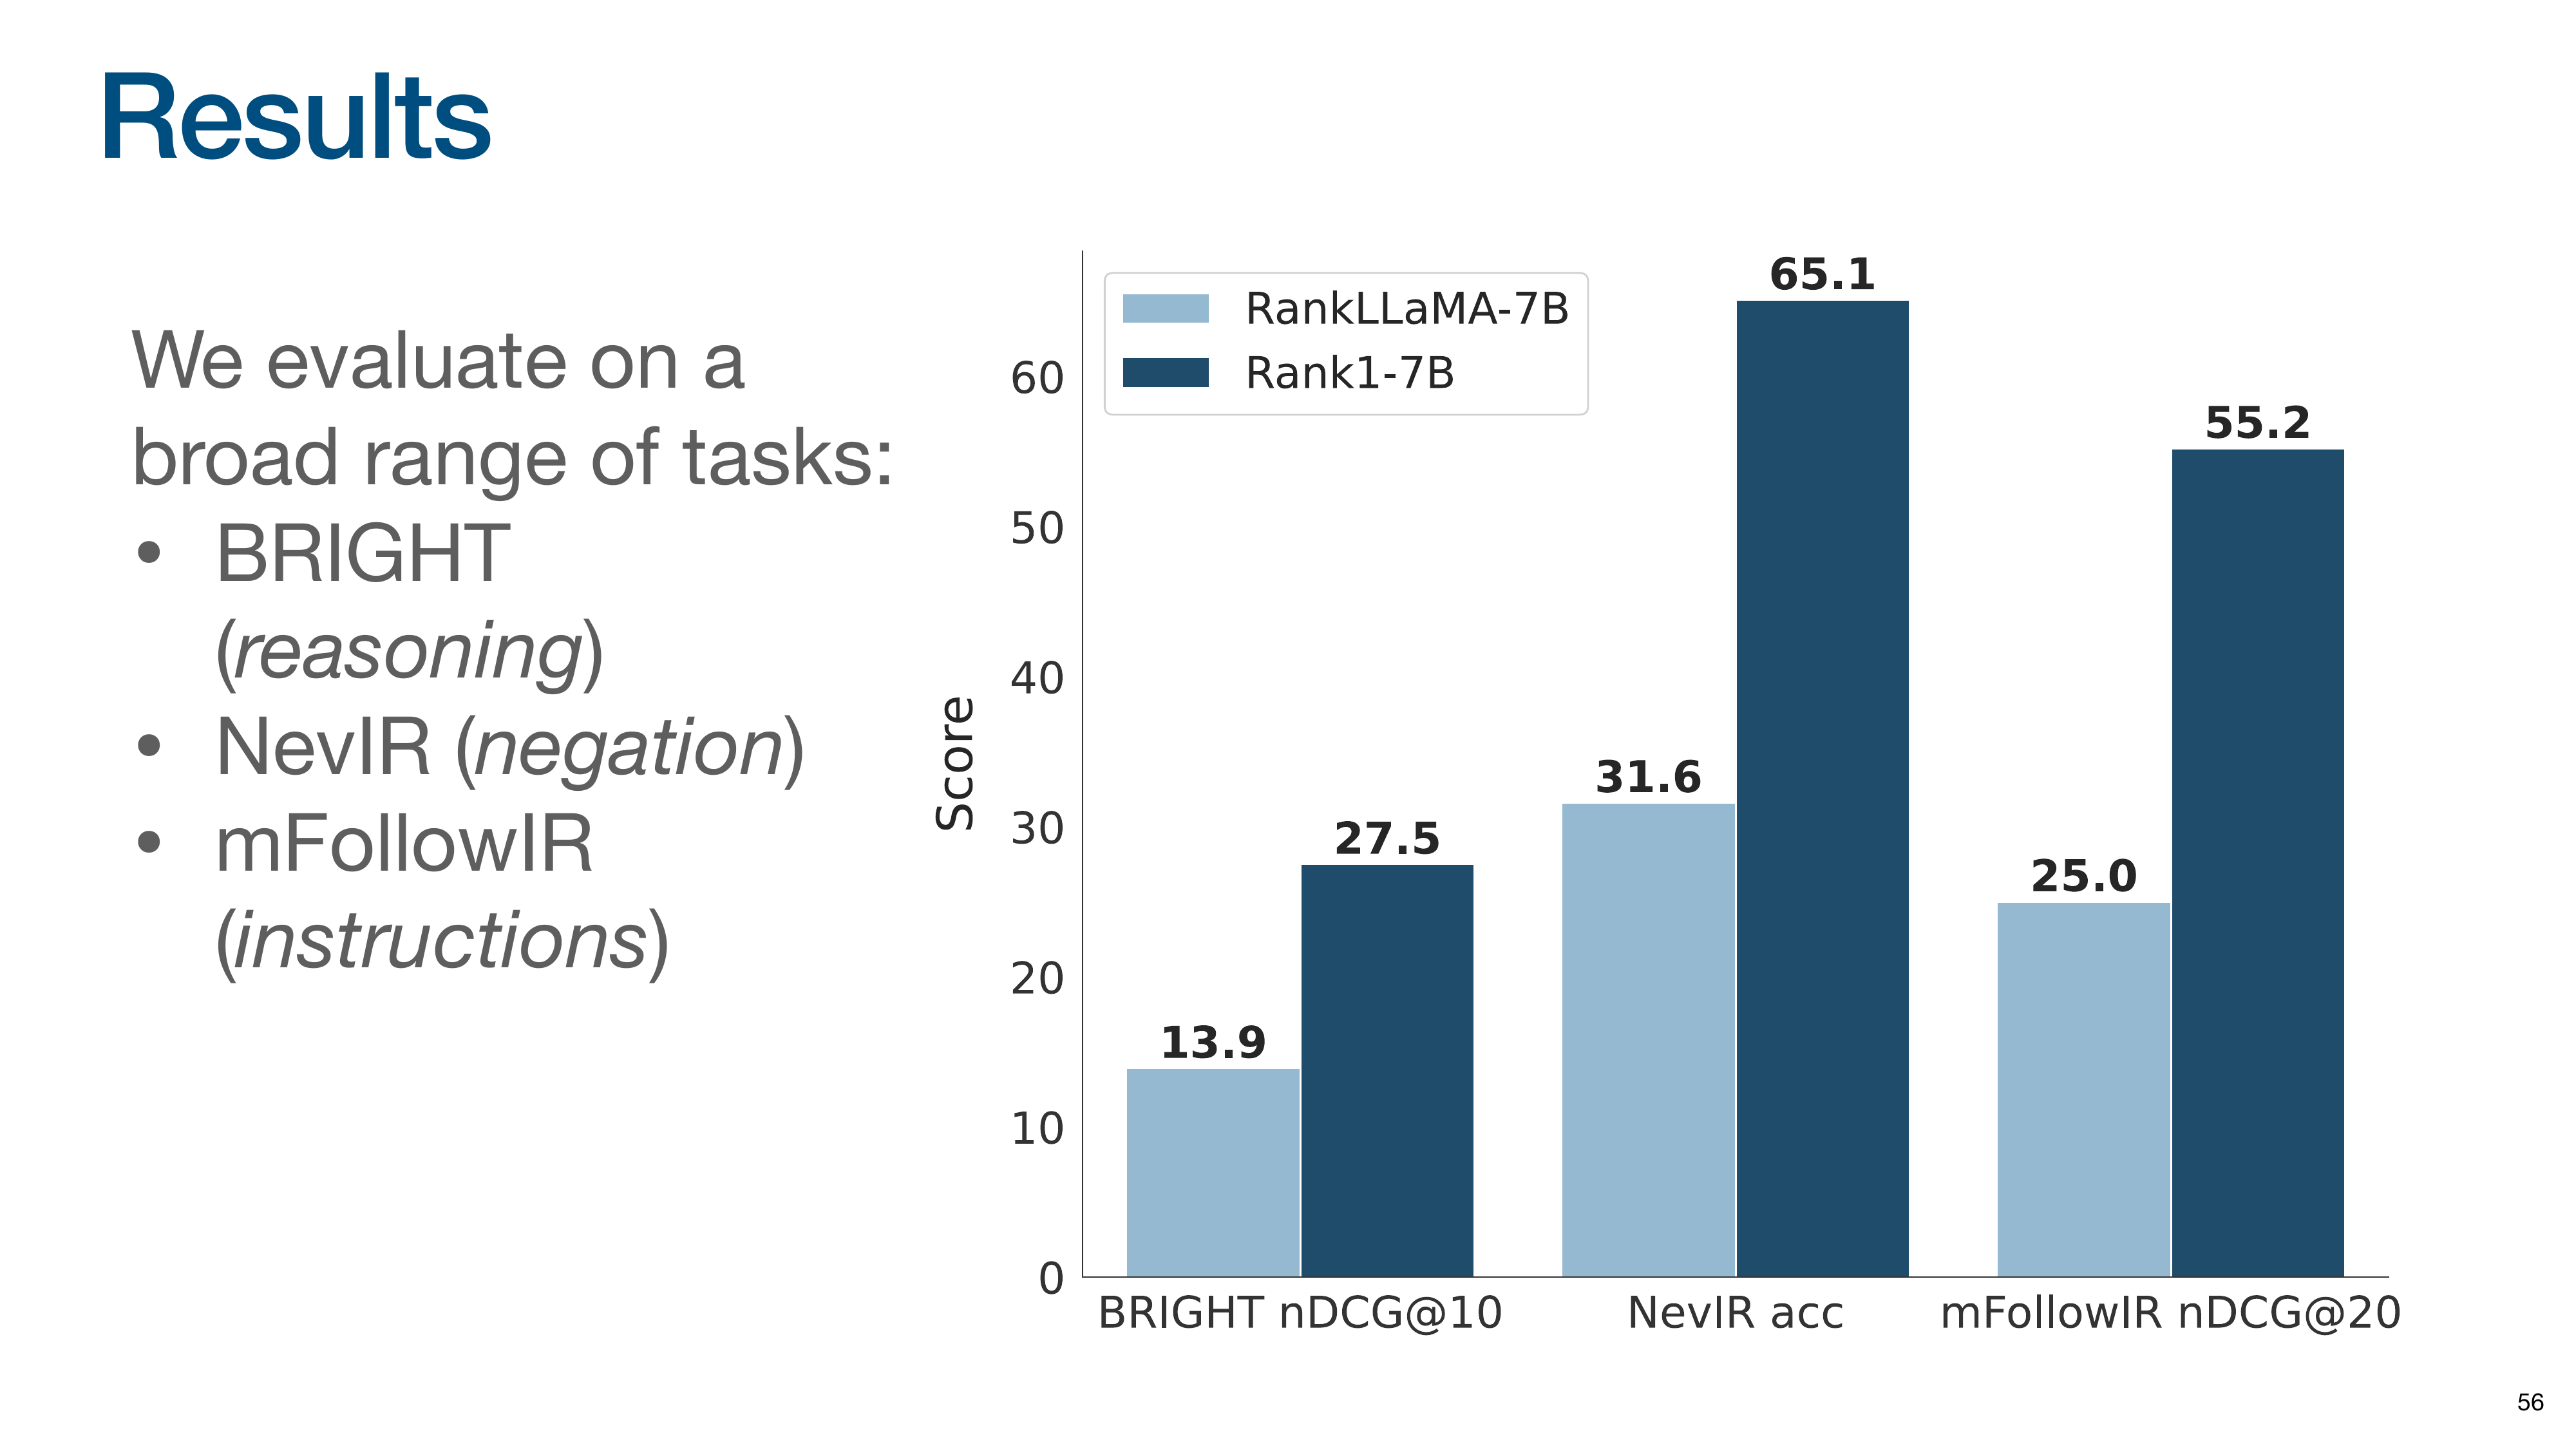 Results
We evaluate on a
broad range of tasks:
• BRIGHT
(reasoning)
• NevIR (negation)
• mFollowIR
(instructions)
RankLLaMA-7B
Rank1-7B
Score
60
50
40
30
20
10
0
13.9
27.5
31.6
65.1
25.0
55.2
BRIGHT nDCG@10
NevIR acc
mFollowIR nDCG@20
56